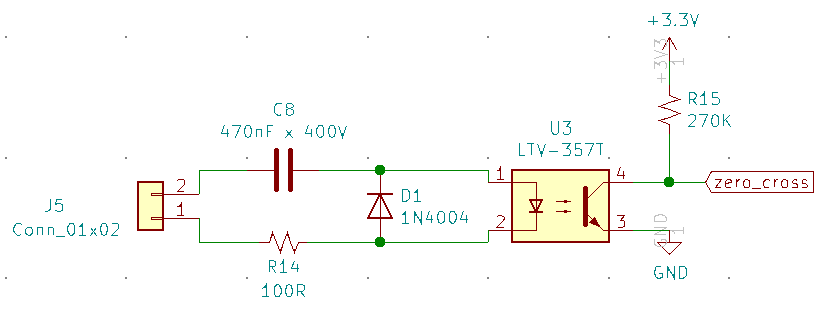 +3.3V
+3V3
1
C8
470nF x 400V
R15
270K
U3
LTV-357T
J5
Conn_01x02
2
1
D1
1N4004
1
2
4
3
zero_cross
R14
100R
GND
1
GND